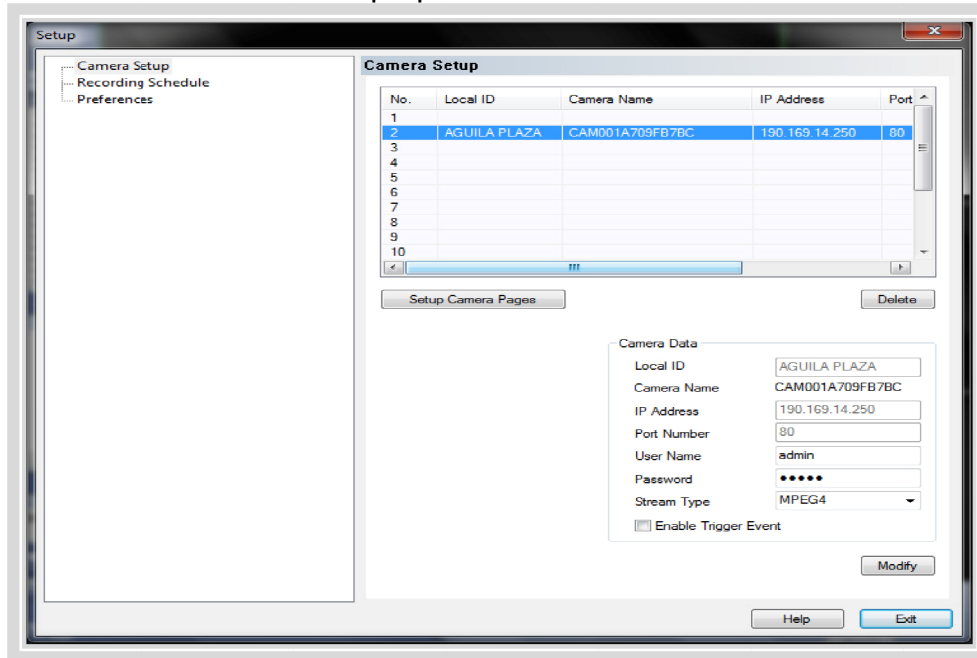 Setup
Camera Setup
Recording Schedule
Preferences
Camera Setup
No. Local ID Camera Name IP Address Port
1
2 AGUILA PLAZA CAM001A709FB7BC 190.169.14.250 80
3
4
5
6
7
8
9
10
Setup Camera Pages Delete
Camera Data
Local ID AGUILA PLAZA
Camera Name CAM001A709FB7BC
IP Address 190.169.14.250
Port Number 80
User Name admin
Password •••••
Stream Type MPEG4
Enable Trigger Event
Modify
Help Exit